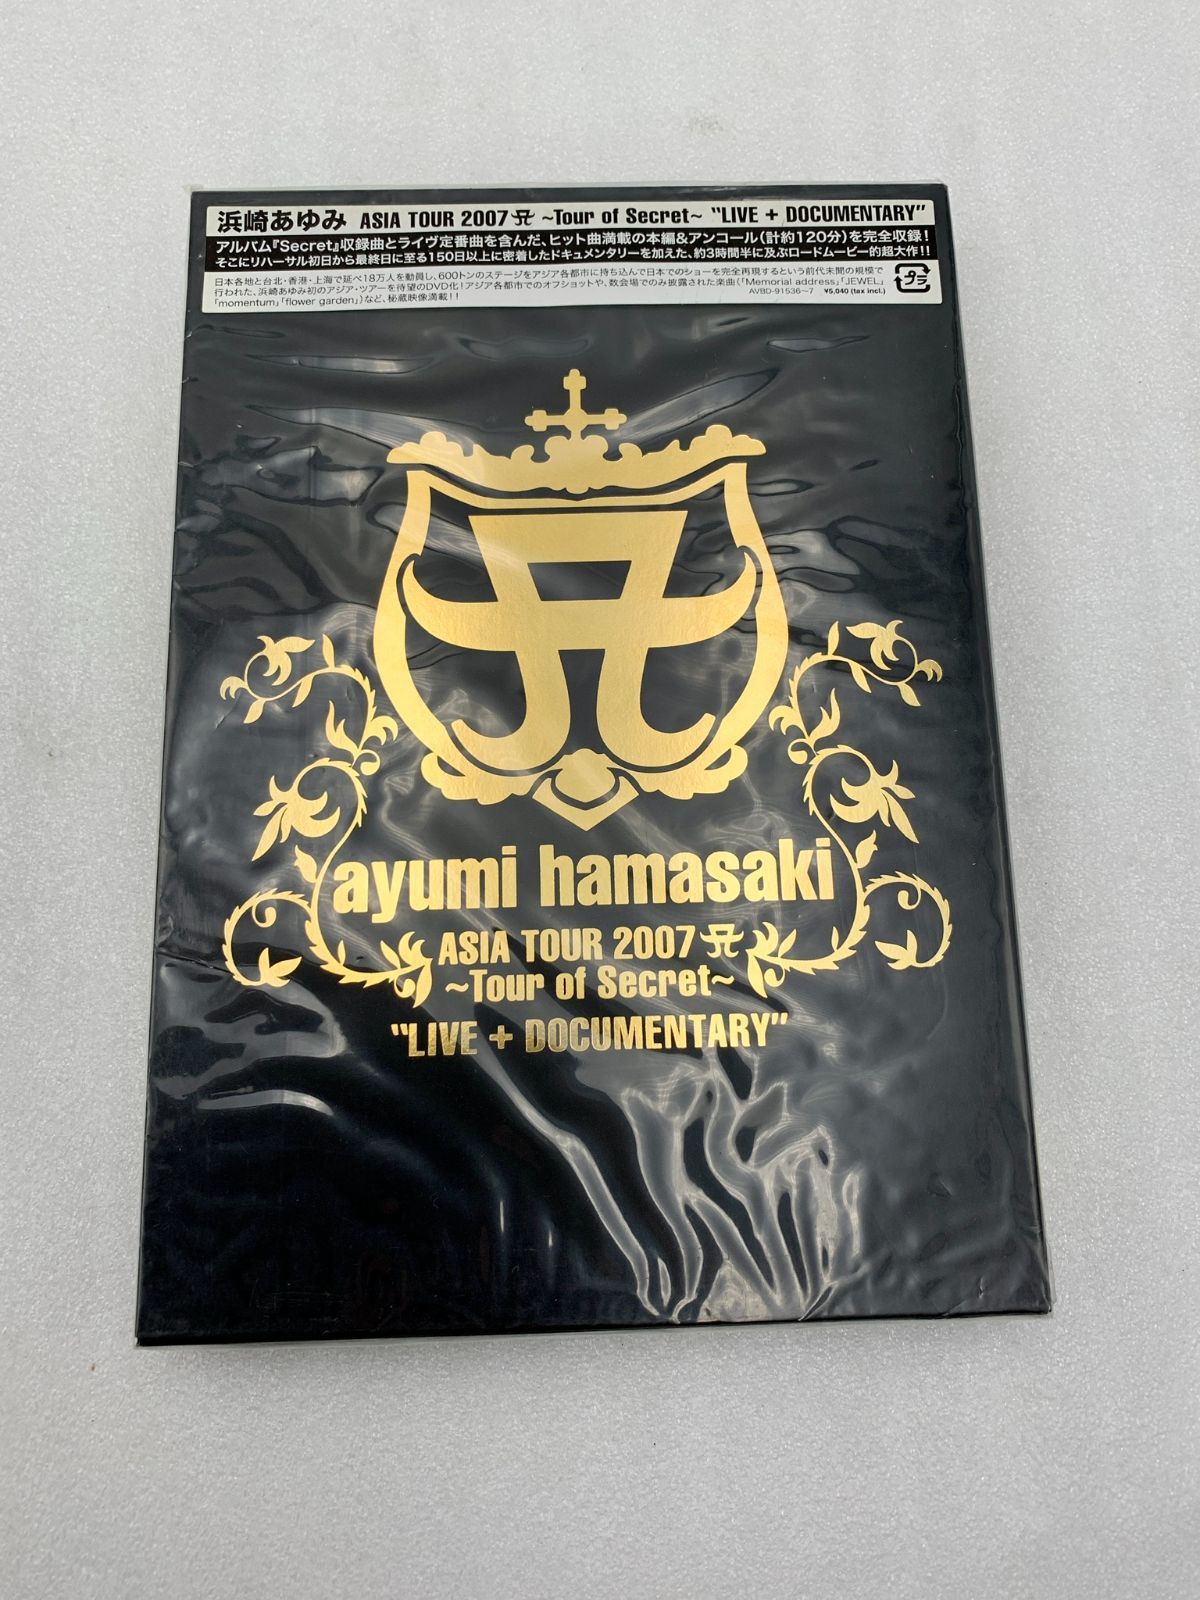 浜崎あゆみ ASIA TOUR 2007 A ~Tour of Secret~ "LIVE + DOCUMENTARY"
アルバム『Secret』収録曲とライヴ定番曲を含んだ、ヒット曲満載の本編&アンコール(計約120分)を完全収録!
そこにリハーサル初日から最終日に至る150日以上に密着したドキュメンタリーを加えた、約3時間半に及ぶロードムービー的超大作!!
日本各地と台北・香港・上海で延べ18万人を動員し、600トンのステージをアジア各都市に持ち込んで日本でのショーを完全再現するという前代未聞の規模で
行われた、浜崎あゆみ初のアジア・ツアーを待望のDVD化!アジア各都市でのオフショットや、数会場でのみ披露された楽曲(「Memorial address」「JEWEL」
「momentum」「flower garden」)など、秘蔵映像満載!!
AVBD-91536~7 ¥5,040 (tax incl.)
プラ
A
ayumi hamasaki
ASIA TOUR 2007 A
~Tour of Secret~
"LIVE + DOCUMENTARY"